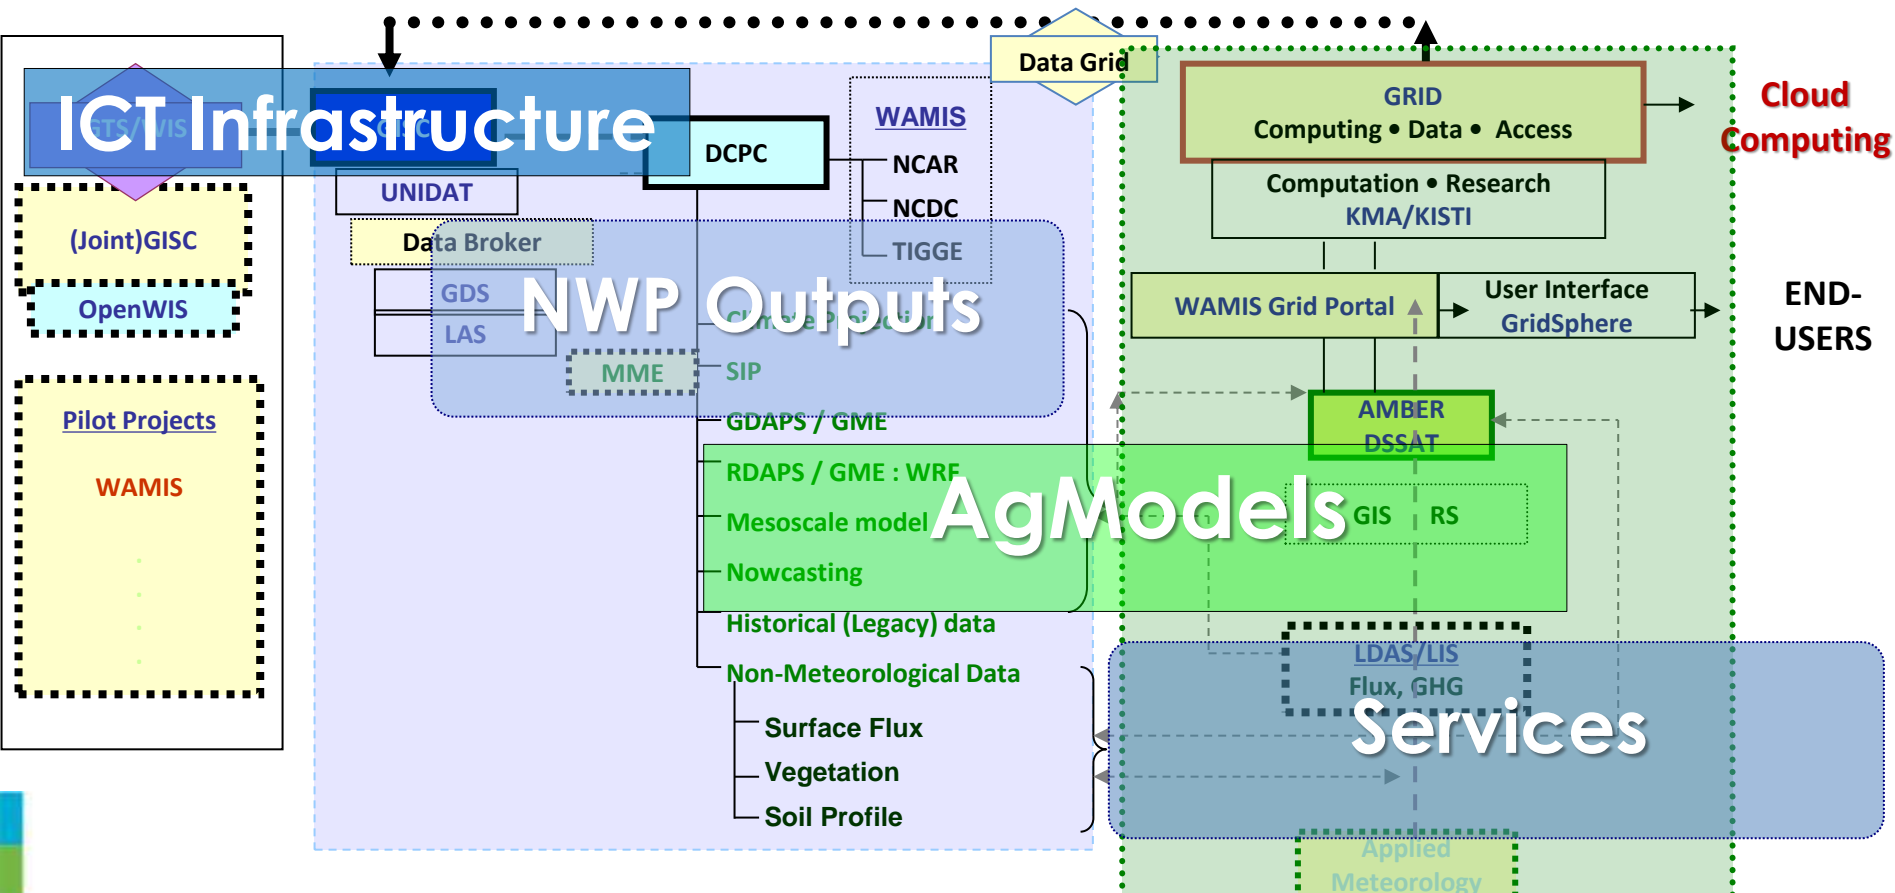 Data Grid
ICT Infrastructure
GTS/WIS
GISC
(Joint)GISC
OpenWIS
Pilot Projects
WAMIS
UNIDAT
Data Broker
GDS
LAS
MME
DCPC
WAMIS
NCAR
NCDC
TIGGE
NWP Outputs
Climate Projection
SIP
GDAPS / GME
RDAPS / GME : WRF
Mesoscale model
Nowcasting
Historical (Legacy) data
Non-Meteorological Data
Surface Flux
Vegetation
Soil Profile
GRID
Computing • Data • Access
Computation • Research
KMA/KISTI
WAMIS Grid Portal
User Interface
GridSphere
AMBER
DSSAT
AgModels
GIS RS
LDAS/LIS
Flux, GHG
Services
Applied
Meteorology
Cloud
Computing
END-
USERS